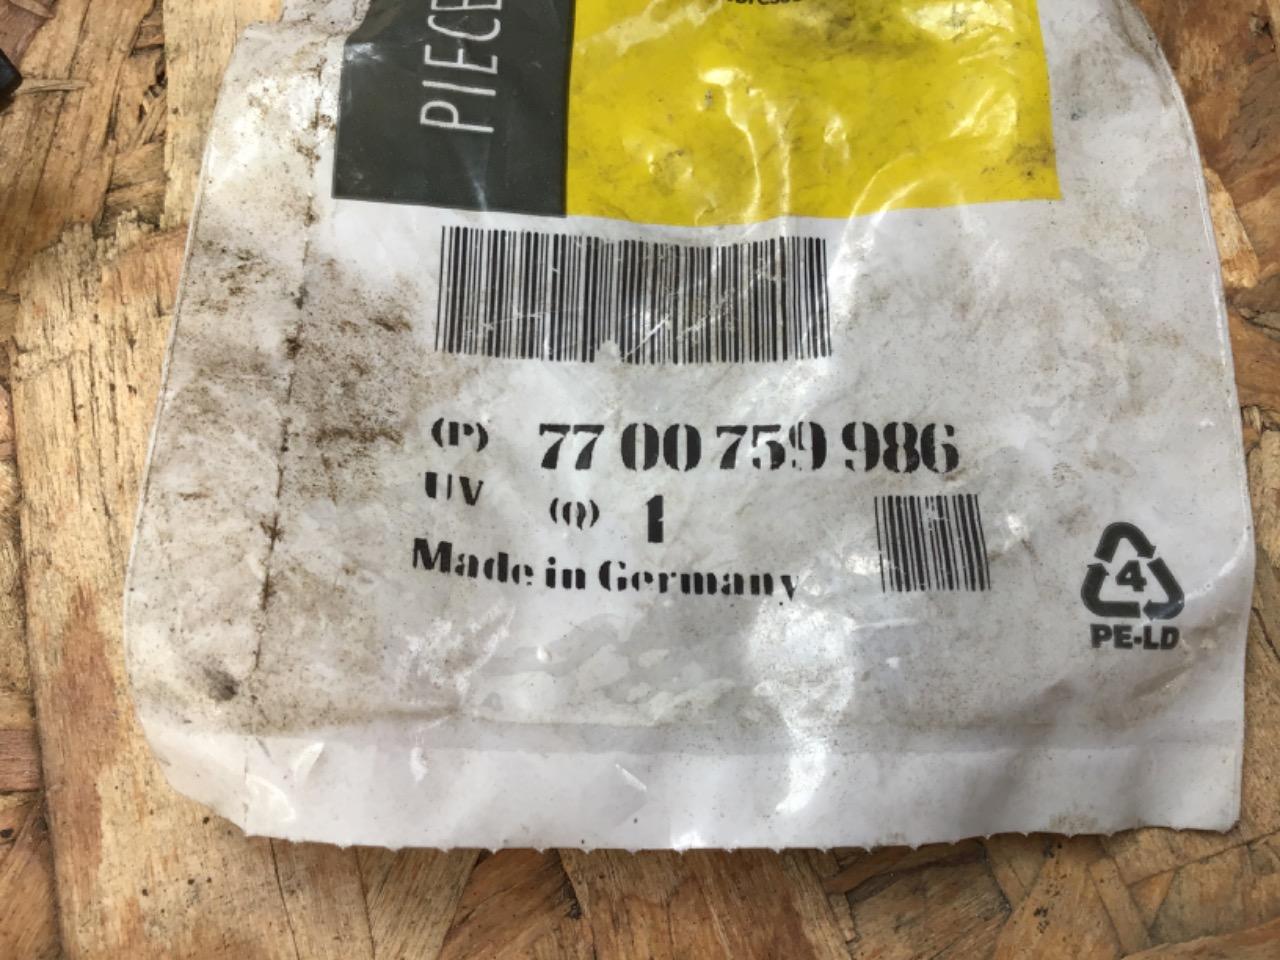 PIECE
(P) 77 00 759 986
UV (Q) 1
Made in Germany
4
PE-LD